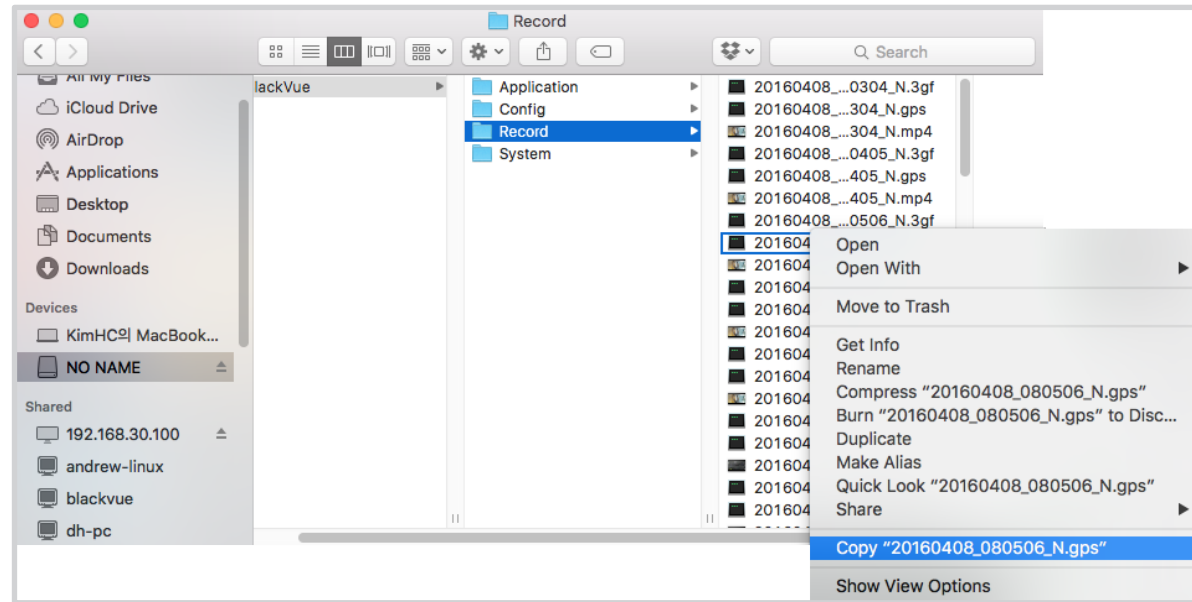 Record
Search
All My Files
iCloud Drive
AirDrop
Applications
Desktop
Documents
Downloads
Devices
KimHC의 MacBook...
NO NAME
Shared
192.168.30.100
andrew-linux
blackvue
dh-pc
lackVue
Application
Config
Record
System
20160408_...0304_N.3gf
20160408_...304_N.gps
20160408_...304_N.mp4
20160408_...0405_N.3gf
20160408_...405_N.gps
20160408_...405_N.mp4
20160408_...0506_N.3gf
201604
201604
201604
201604
201604
201604
201604
201604
201604
201604
201604
201604
201604
Open
Open With
Move to Trash
Get Info
Rename
Compress “20160408_080506_N.gps”
Burn “20160408_080506_N.gps” to Disc...
Duplicate
Make Alias
Quick Look “20160408_080506_N.gps”
Share
Copy “20160408_080506_N.gps”
Show View Options